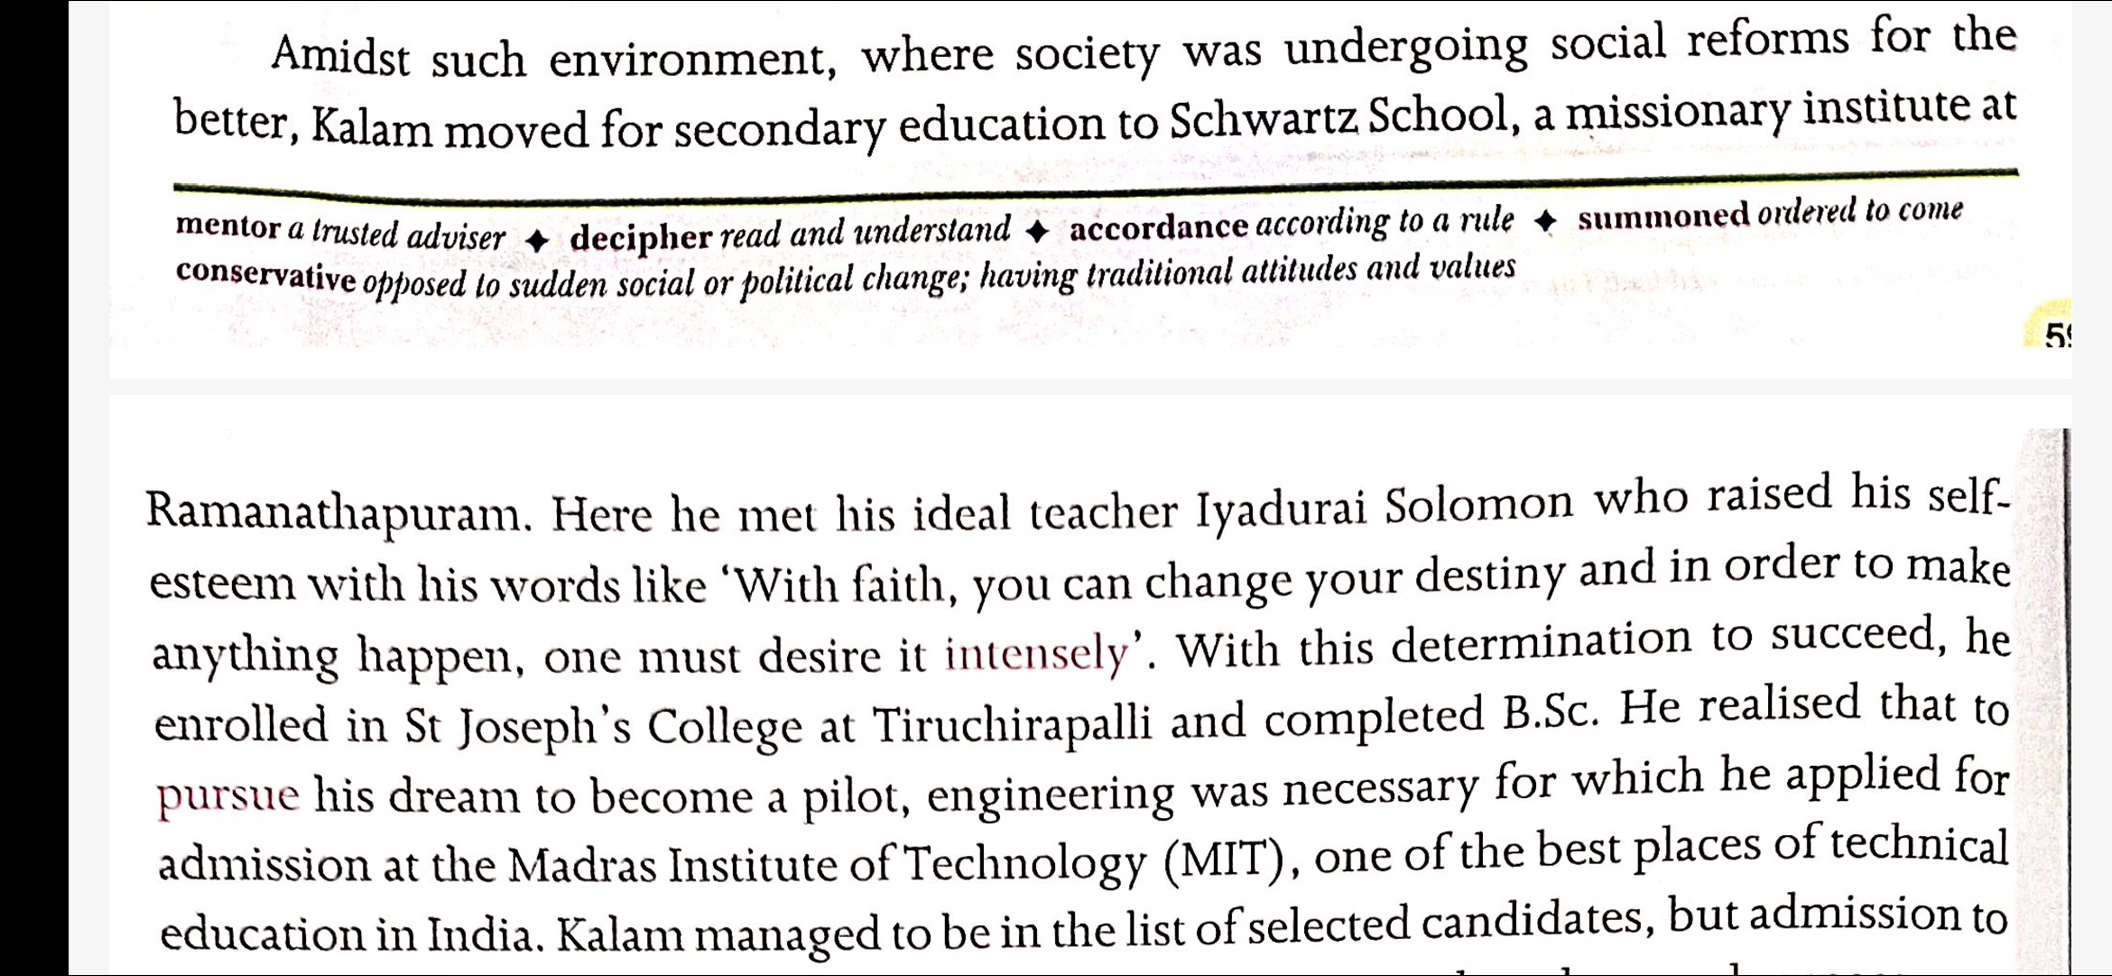 Amidst such environment, where society was undergoing social reforms for the
better, Kalam moved for secondary education to Schwartz School, a missionary institute at
mentor a trusted adviser ✦ decipher read and understand ✦ accordance according to a rule ✦ summoned ordered to come
conservative opposed to sudden social or political change; having traditional attitudes and values
Ramanathapuram. Here he met his ideal teacher Iyadurai Solomon who raised his self-
esteem with his words like ‘With faith, you can change your destiny and in order to make
anything happen, one must desire it intensely’. With this determination to succeed, he
enrolled in St Joseph’s College at Tiruchirapalli and completed B.Sc. He realised that to
pursue his dream to become a pilot, engineering was necessary for which he applied for
admission at the Madras Institute of Technology (MIT), one of the best places of technical
education in India. Kalam managed to be in the list of selected candidates, but admission to